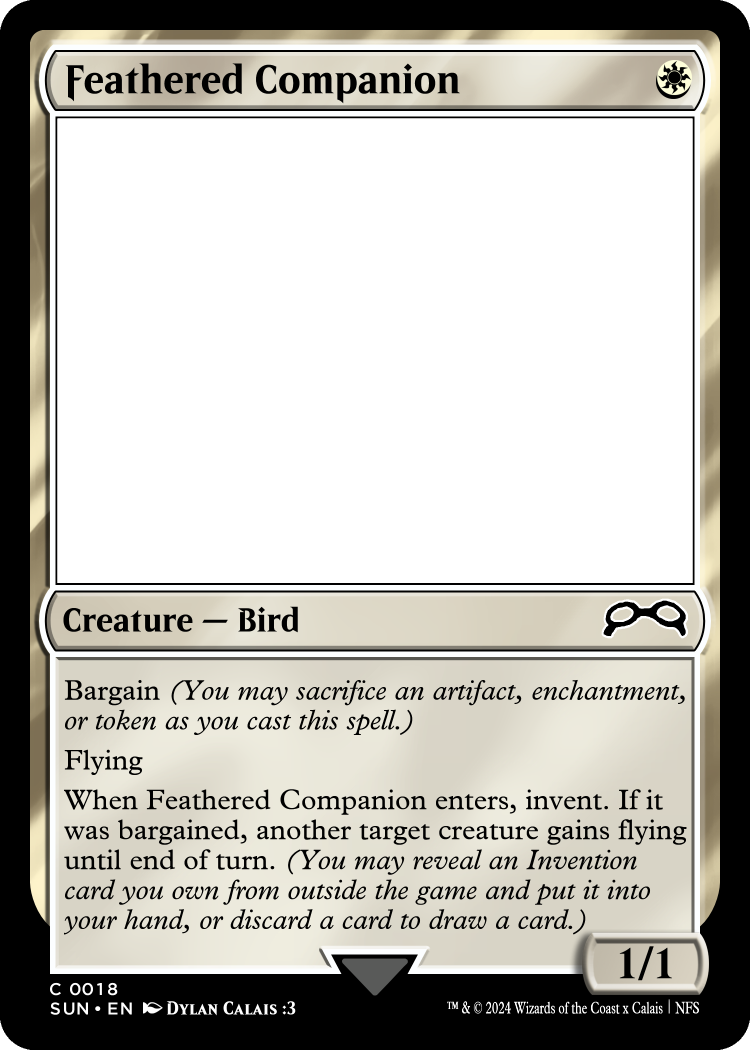 Feathered Companion
Creature — Bird
Bargain (You may sacrifice an artifact, enchantment,
or token as you cast this spell.)
Flying
When Feathered Companion enters, invent. If it
was bargained, another target creature gains flying
until end of turn. (You may reveal an Invention
card you own from outside the game and put it into
your hand, or discard a card to draw a card.)
1/1
C 0018
SUN • EN Dylan Calais :3
™ & © 2024 Wizards of the Coast x Calais | NFS